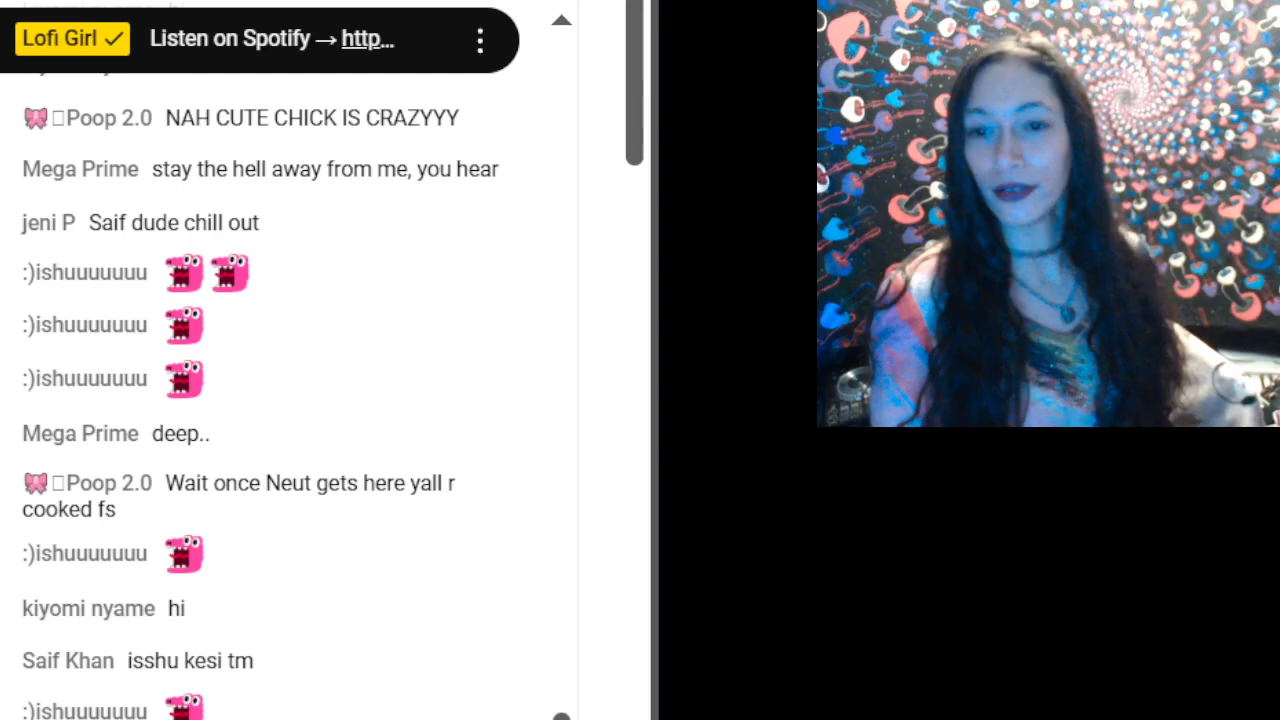 Lofi Girl ✓ Listen on Spotify → http...
Poop 2.0 NAH CUTE CHICK IS CRAZYYY
Mega Prime stay the hell away from me, you hear
jeni P Saif dude chill out
:)ishuuuuuuu
:)ishuuuuuuu
:)ishuuuuuuu
Mega Prime deep..
Poop 2.0 Wait once Neut gets here yall r
cooked fs
:)ishuuuuuuu
kiyomi nyame hi
Saif Khan isshu kesi tm
:)ishuuuuuuu